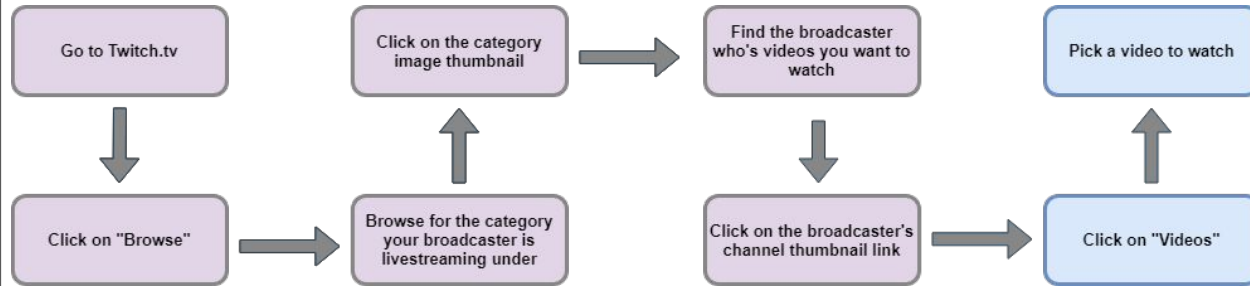 Go to Twitch.tv
Click on "Browse"
Browse for the category
your broadcaster is
livestreaming under
Click on the category
image thumbnail
Find the broadcaster
who's videos you want to
watch
Click on the broadcaster's
channel thumbnail link
Click on "Videos"
Pick a video to watch